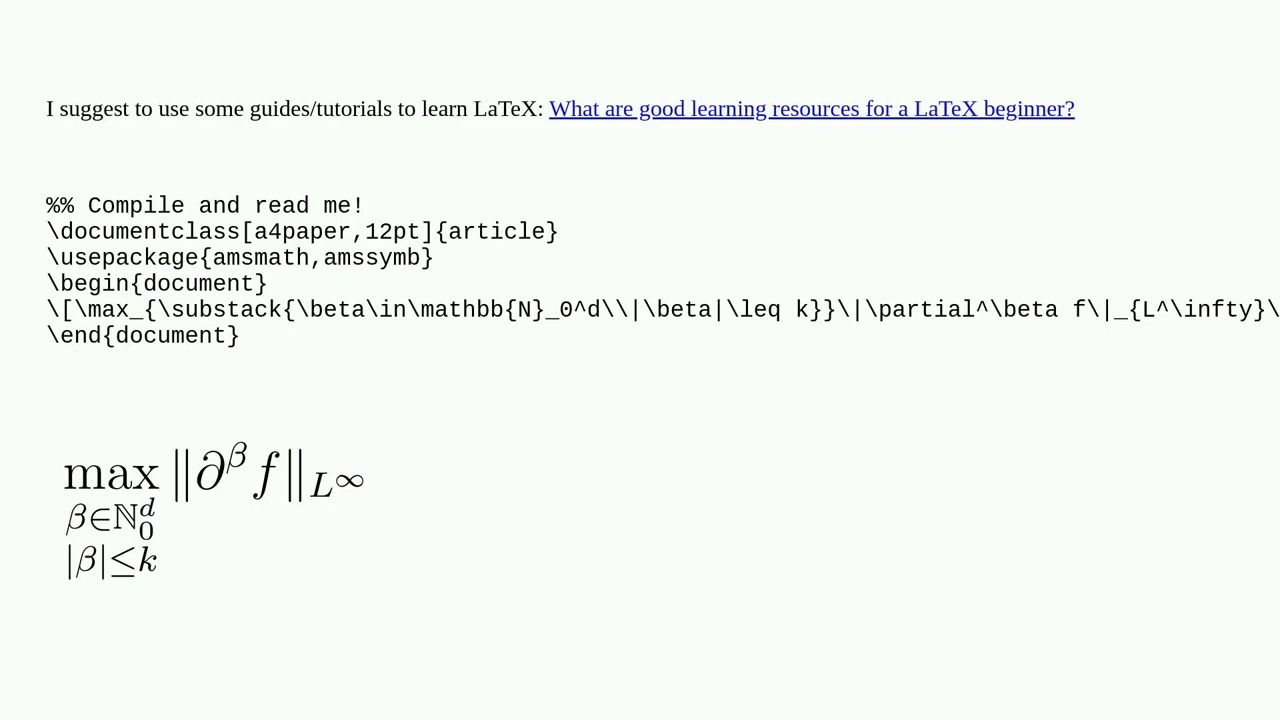 I suggest to use some guides/tutorials to learn LaTeX: What are good learning resources for a LaTeX beginner?
%% Compile and read me!
\documentclass[a4paper,12pt]{article}
\usepackage{amsmath,amssymb}
\begin{document}
\[\max_{\substack{\beta\in\mathbb{N}_0^d\\|\beta|\leq k}}\|\partial^\beta f\|_{L^\infty}\
\end{document}
max ‖∂^β f‖_{L^∞}
β∈ℕ_0^d
|β|≤k